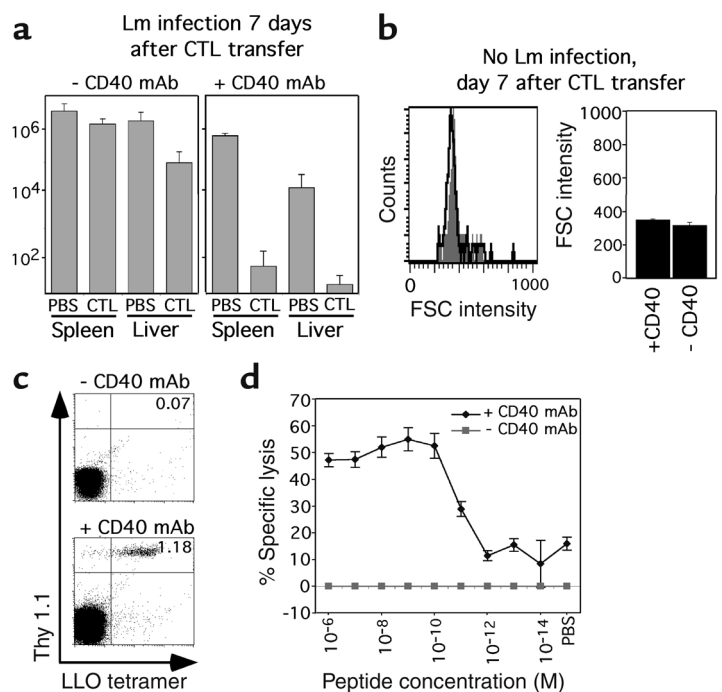 a
Lm infection 7 days
after CTL transfer
- CD40 mAb
+ CD40 mAb
10^6
10^4
10^2
PBS CTL PBS CTL
Spleen Liver
PBS CTL PBS CTL
Spleen Liver
b
No Lm infection,
day 7 after CTL transfer
Counts
0 1000
FSC intensity
FSC intensity
1000
800
600
400
200
0
+CD40
- CD40
c
- CD40 mAb
0.07
+ CD40 mAb
1.18
Thy 1.1
LLO tetramer
d
% Specific lysis
70
60
50
40
30
20
10
0
-10
+ CD40 mAb
- CD40 mAb
10-6
10-8
10-10
10-12
10-14
PBS
Peptide concentration (M)